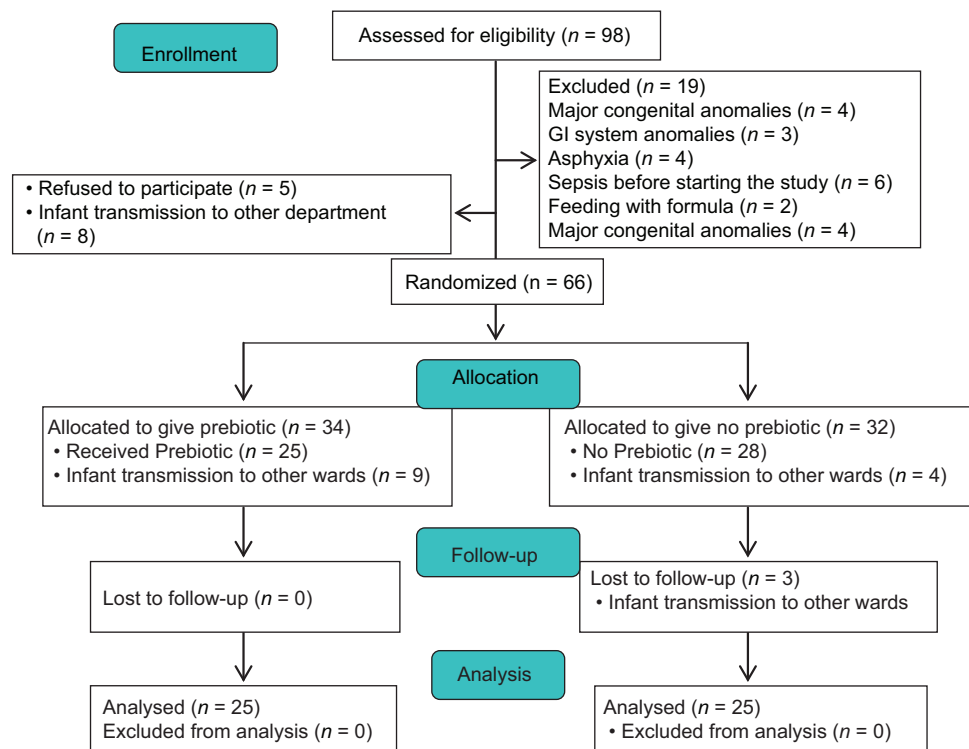 Enrollment
Assessed for eligibility (n = 98)
Excluded (n = 19)
Major congenital anomalies (n = 4)
GI system anomalies (n = 3)
Asphyxia (n = 4)
Sepsis before starting the study (n = 6)
Feeding with formula (n = 2)
Major congenital anomalies (n = 4)
• Refused to participate (n = 5)
• Infant transmission to other department
(n = 8)
Randomized (n = 66)
Allocation
Allocated to give prebiotic (n = 34)
• Received Prebiotic (n = 25)
• Infant transmission to other wards (n = 9)
Allocated to give no prebiotic (n = 32)
• No Prebiotic (n = 28)
• Infant transmission to other wards (n = 4)
Follow-up
Lost to follow-up (n = 0)
Lost to follow-up (n = 3)
• Infant transmission to other wards
Analysis
Analysed (n = 25)
Excluded from analysis (n = 0)
Analysed (n = 25)
• Excluded from analysis (n = 0)